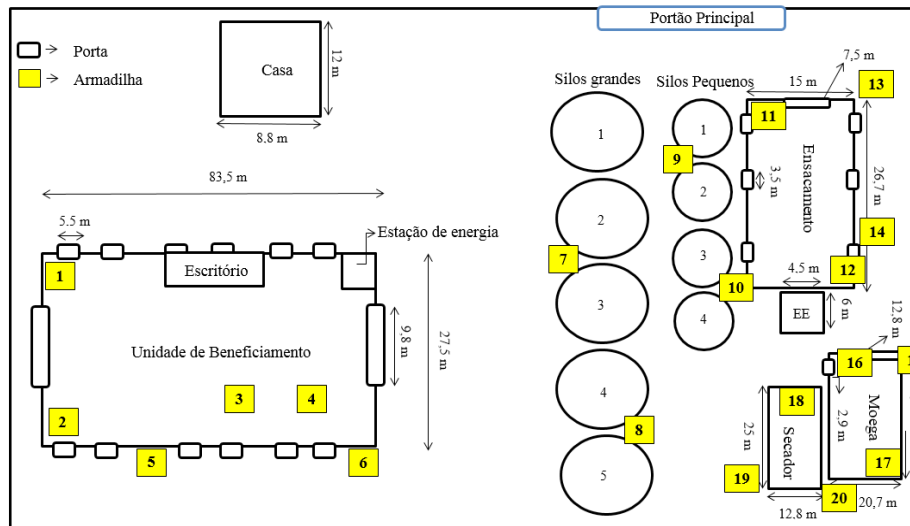 Portão Principal
Porta
Armadilha
Casa
12 m
8.8 m
Silos grandes
Silos Pequenos
7,5 m
15 m
13
11
1
1
9
2
2
3,5 m
Ensacamento
26,7 m
83,5 m
5.5 m
Estação de energia
Escritório
1
7
3
3
14
12
10
4.5 m
4
EE
6 m
9,8 m
27,5 m
Unidade de Beneficiamento
3
4
2
5
6
4
8
5
12,8 m
16
18
2,9 m
Moega
Secador
25 m
17
19
20
20,7 m
12.8 m